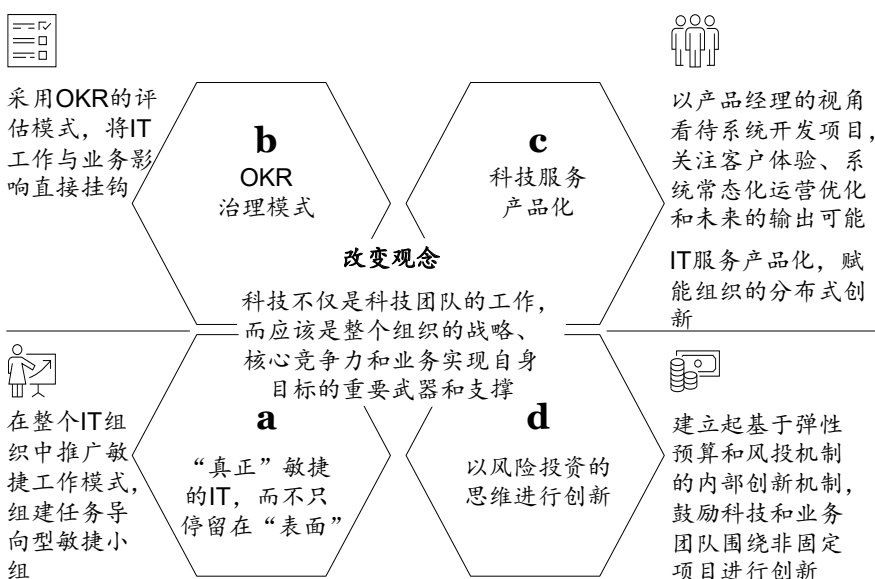 采用OKR的评
估模式，将IT
工作与业务影
响直接挂钩
b
OKR
治理模式
c
科技服务
产品化
以产品经理的视角
看待系统开发项目，
关注客户体验、系
统常态化运营优化
和未来的输出可能
IT服务产品化，赋
能组织的分布式创
新
改变观念
科技不仅是科技团队的工作，
而应该是整个组织的战略、
核心竞争力和业务实现自身
目标的重要武器和支撑
在整个IT组
织中推广敏
捷工作模式，
组建任务导
向型敏捷小
组
a
“真正”敏捷
的IT，而不只
停留在“表面”
d
以风险投资的
思维进行创新
建立起基于弹性
预算和风投机制
的内部创新机制，
鼓励科技和业务
团队围绕非固定
项目进行创新